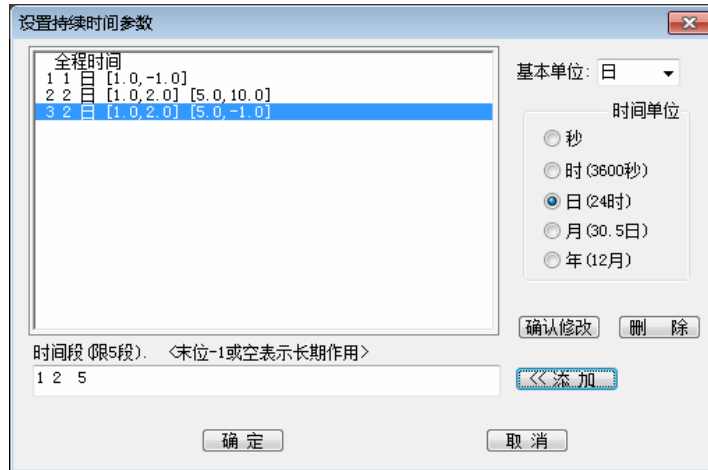 设置持续时间参数
全程时间
1 1 日 [1.0,-1.0]
2 2 日 [1.0,2.0] [5.0,10.0]
3 2 日 [1.0,2.0] [5.0,-1.0]
基本单位: 日
时间单位
秒
时(3600秒)
日(24时)
月(30.5日)
年(12月)
确认修改 删 除
时间段(限5段). <末位-1或空表示长期作用>
1 2 5
<<添 加
确 定 取 消